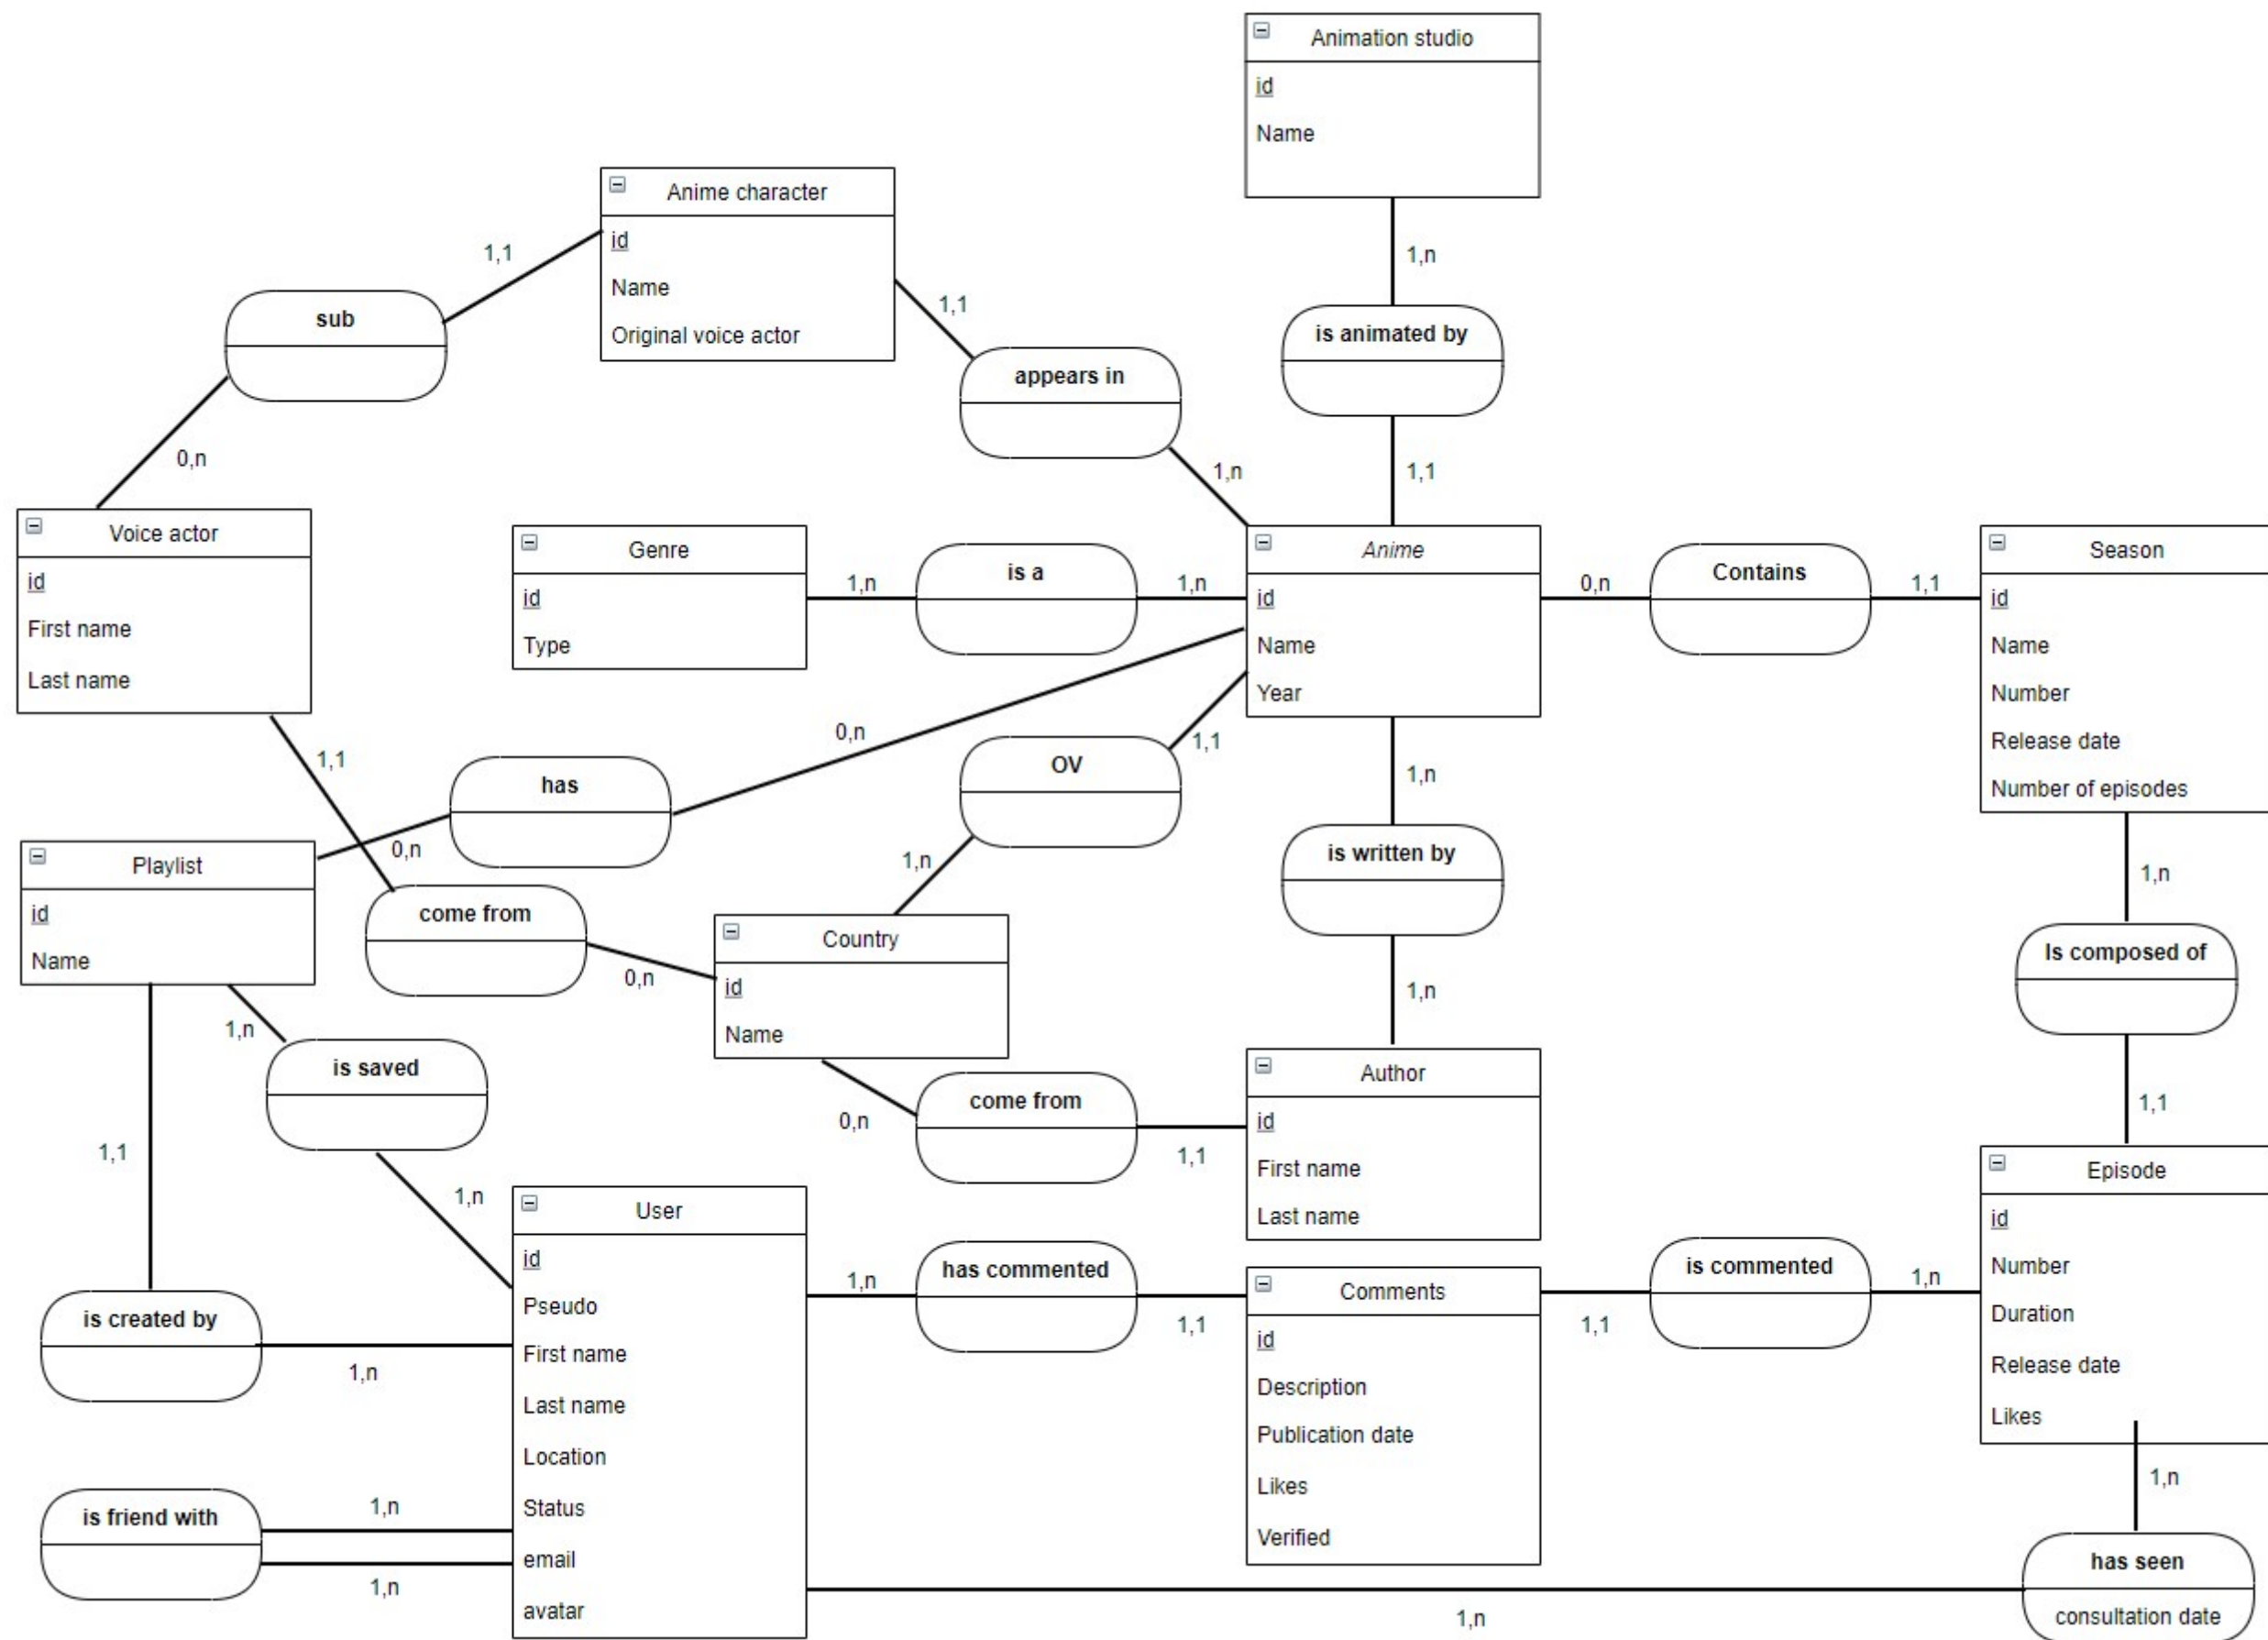 Animation studio
id
Name
1,n
is animated by
1,1
Anime character
id
Name
Original voice actor
1,1
sub
0,n
1,1
appears in
1,n
Voice actor
id
First name
Last name
Genre
id
Type
1,n
is a
1,n
Anime
id
Name
Year
0,n
Contains
1,1
Season
id
Name
Number
Release date
Number of episodes
0,n
has
0,n
1,1
OV
1,n
1,1
come from
0,n
Country
id
Name
Playlist
id
Name
1,n
is written by
1,n
1,n
Is composed of
1,1
1,n
is saved
1,n
0,n
come from
1,1
Author
id
First name
Last name
1,1
is created by
1,n
User
id
Pseudo
First name
Last name
Location
Status
email
avatar
1,n
has commented
1,1
Comments
id
Description
Publication date
Likes
Verified
1,1
is commented
1,n
Episode
id
Number
Duration
Release date
Likes
1,n
is friend with
1,n
1,n
has seen
consultation date
1,n